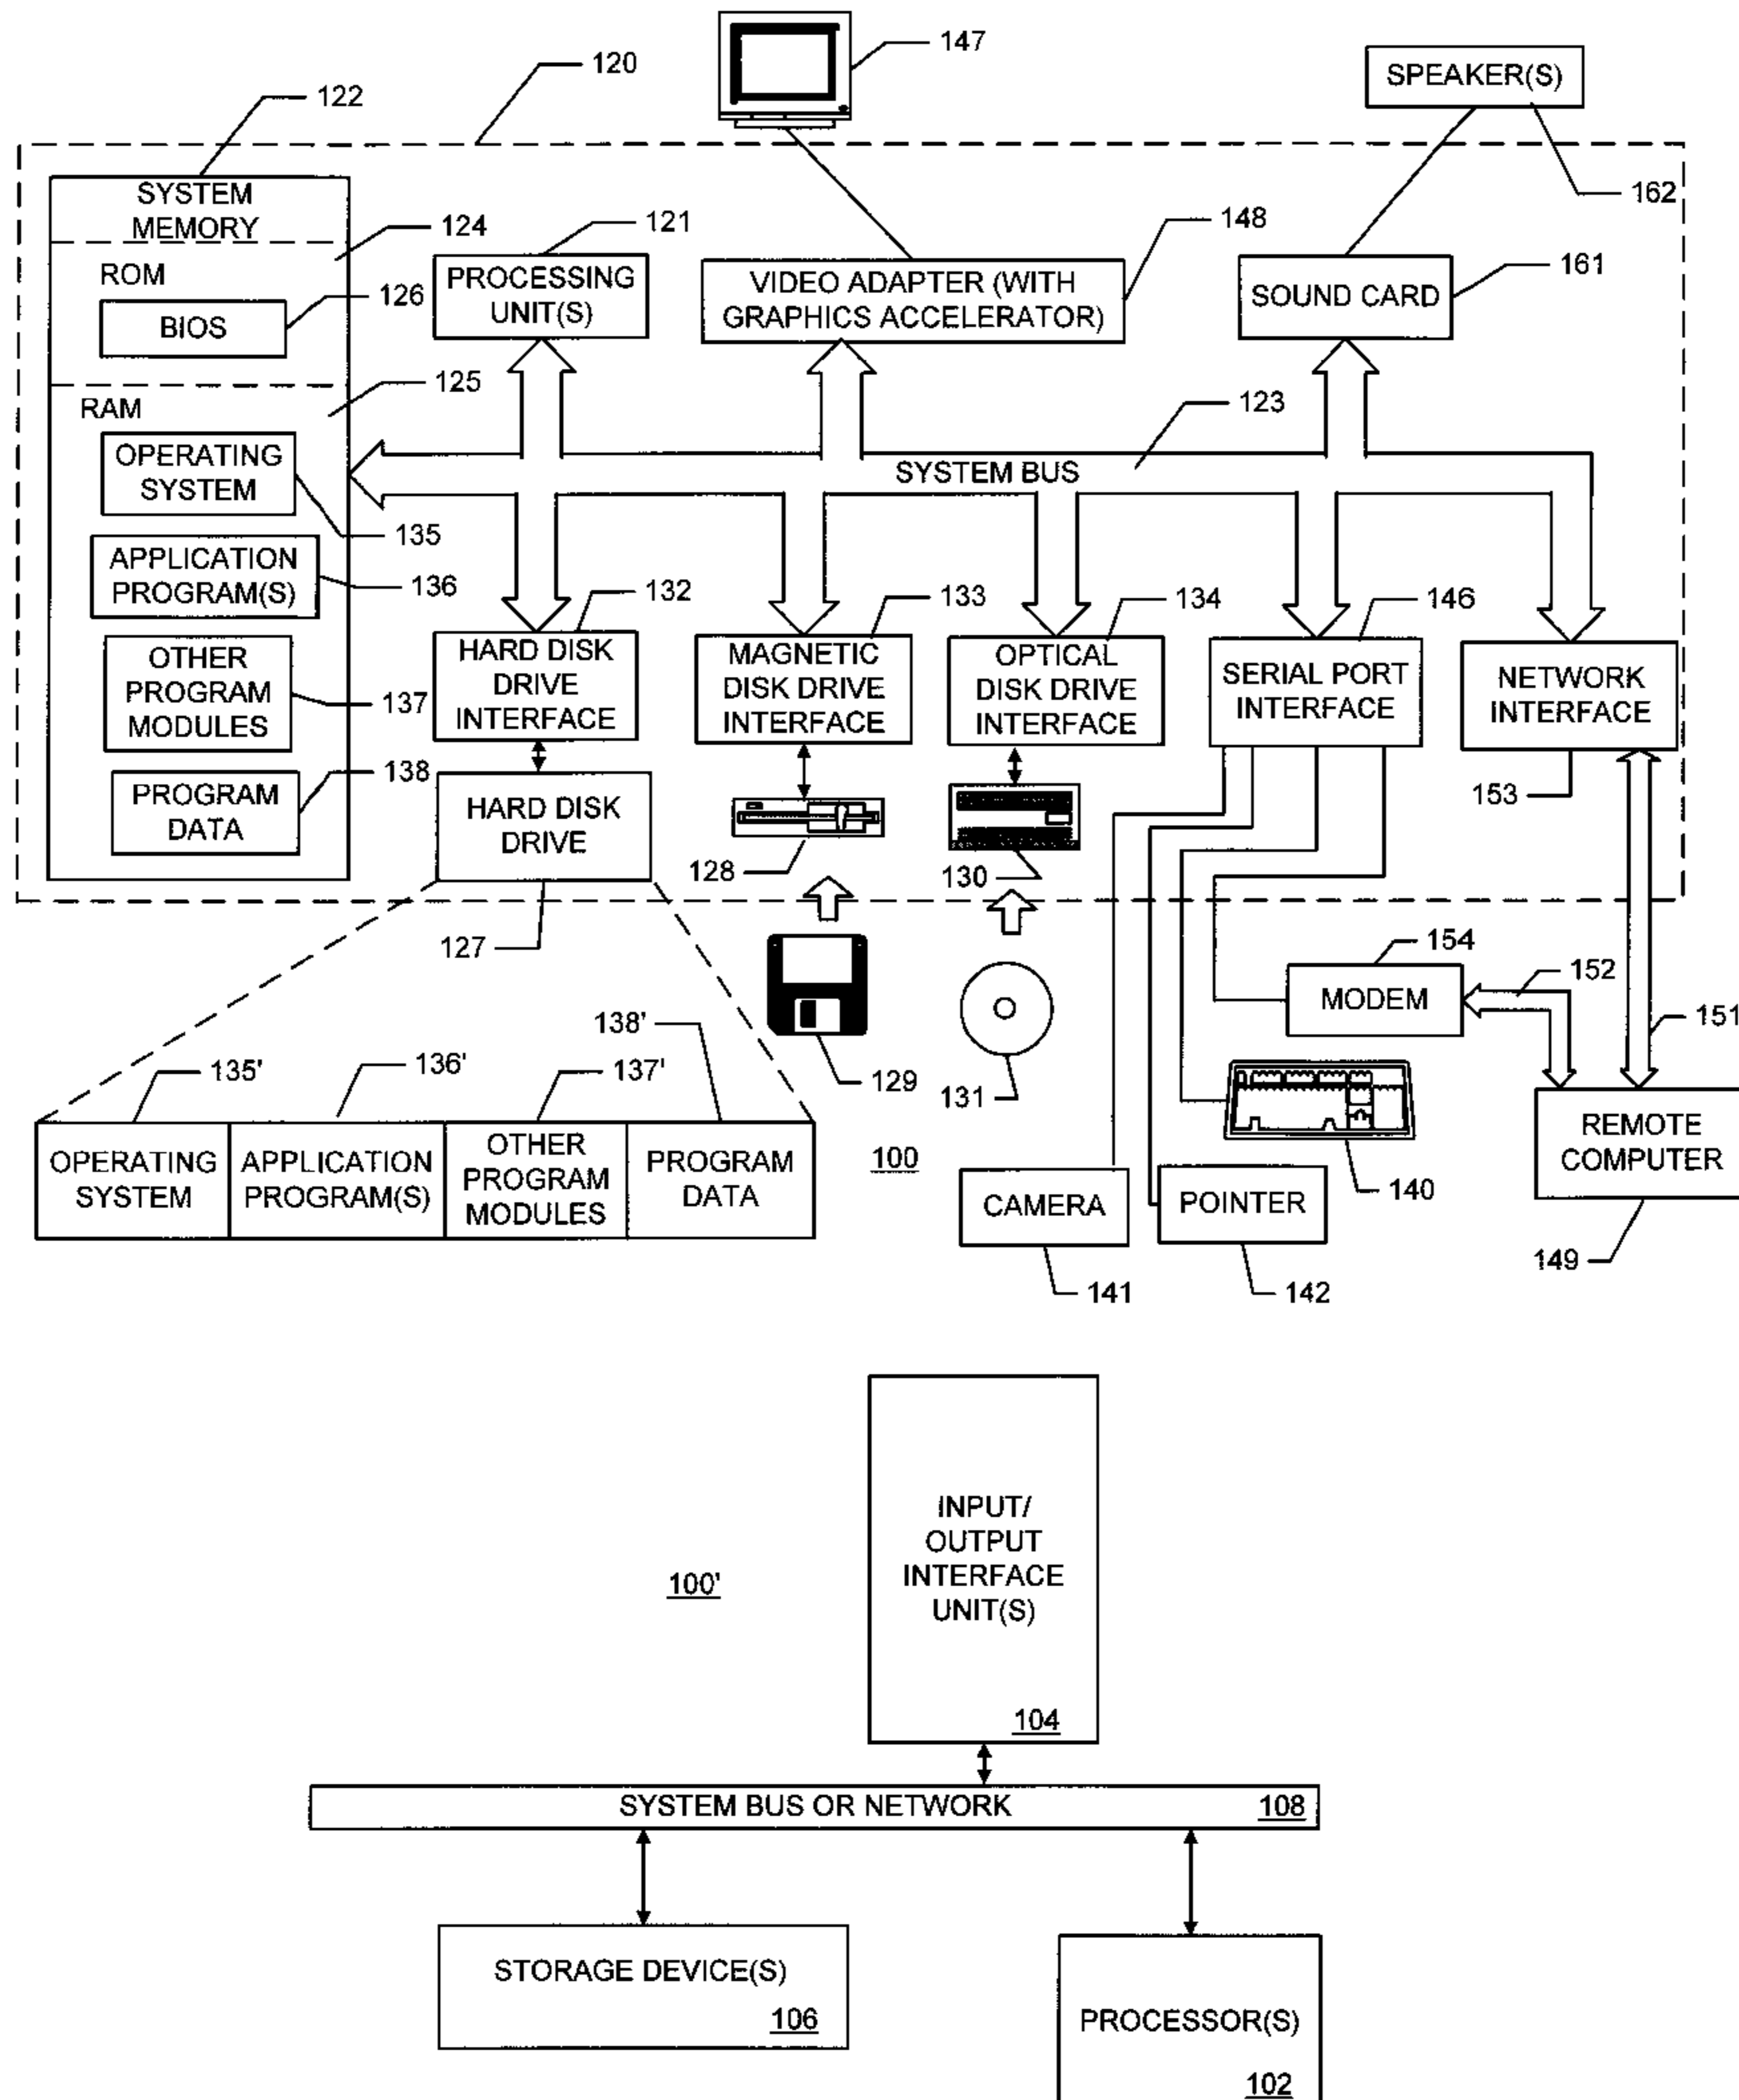 147
120
SPEAKER(S)
122
162
SYSTEM
MEMORY
124
121
148
161
ROM
126
BIOS
PROCESSING
UNIT(S)
VIDEO ADAPTER (WITH
GRAPHICS ACCELERATOR)
SOUND CARD
125
RAM
123
OPERATING
SYSTEM
SYSTEM BUS
135
APPLICATION
PROGRAM(S)
136
132
133
134
146
OTHER
PROGRAM
MODULES
137
HARD DISK
DRIVE
INTERFACE
MAGNETIC
DISK DRIVE
INTERFACE
OPTICAL
DISK DRIVE
INTERFACE
SERIAL PORT
INTERFACE
NETWORK
INTERFACE
138
153
PROGRAM
DATA
HARD DISK
DRIVE
128
130
127
154
152
MODEM
151
138'
135'
136'
137'
129
131
OPERATING
SYSTEM
APPLICATION
PROGRAM(S)
OTHER
PROGRAM
MODULES
PROGRAM
DATA
100
REMOTE
COMPUTER
CAMERA
POINTER
140
149
141
142
INPUT/
OUTPUT
INTERFACE
UNIT(S)
100'
104
SYSTEM BUS OR NETWORK
108
STORAGE DEVICE(S)
106
PROCESSOR(S)
102